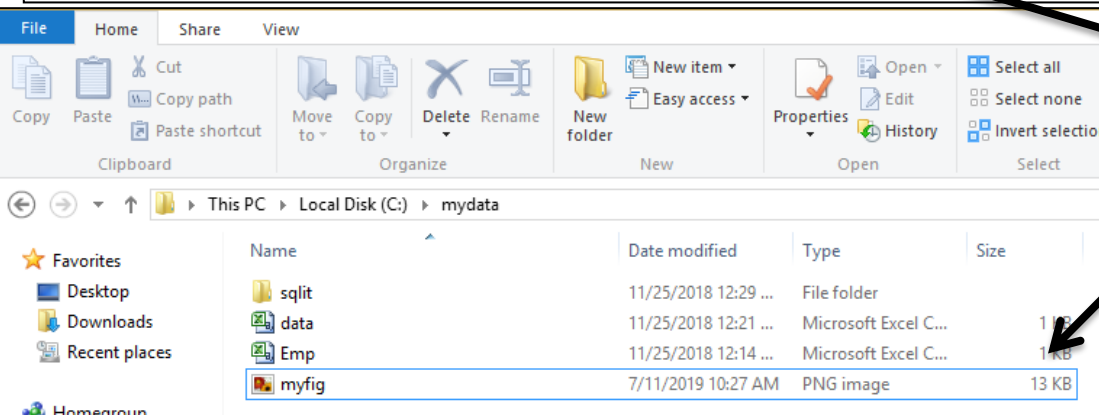 File Home Share View
Cut
Copy path
Paste shortcut
Copy Paste
Move to
Copy to
Delete Rename
New folder
New item
Easy access
Properties
Open
Edit
History
Select all
Select none
Invert selectio
Clipboard Organize New Open Select
This PC Local Disk (C:) mydata
Name Date modified Type Size
Favorites
Desktop
Downloads
Recent places
Homegroup
sqlit 11/25/2018 12:29 ... File folder
data 11/25/2018 12:21 ... Microsoft Excel C... 1 KB
Emp 11/25/2018 12:14 ... Microsoft Excel C... 1 KB
myfig 7/11/2019 10:27 AM PNG image 13 KB